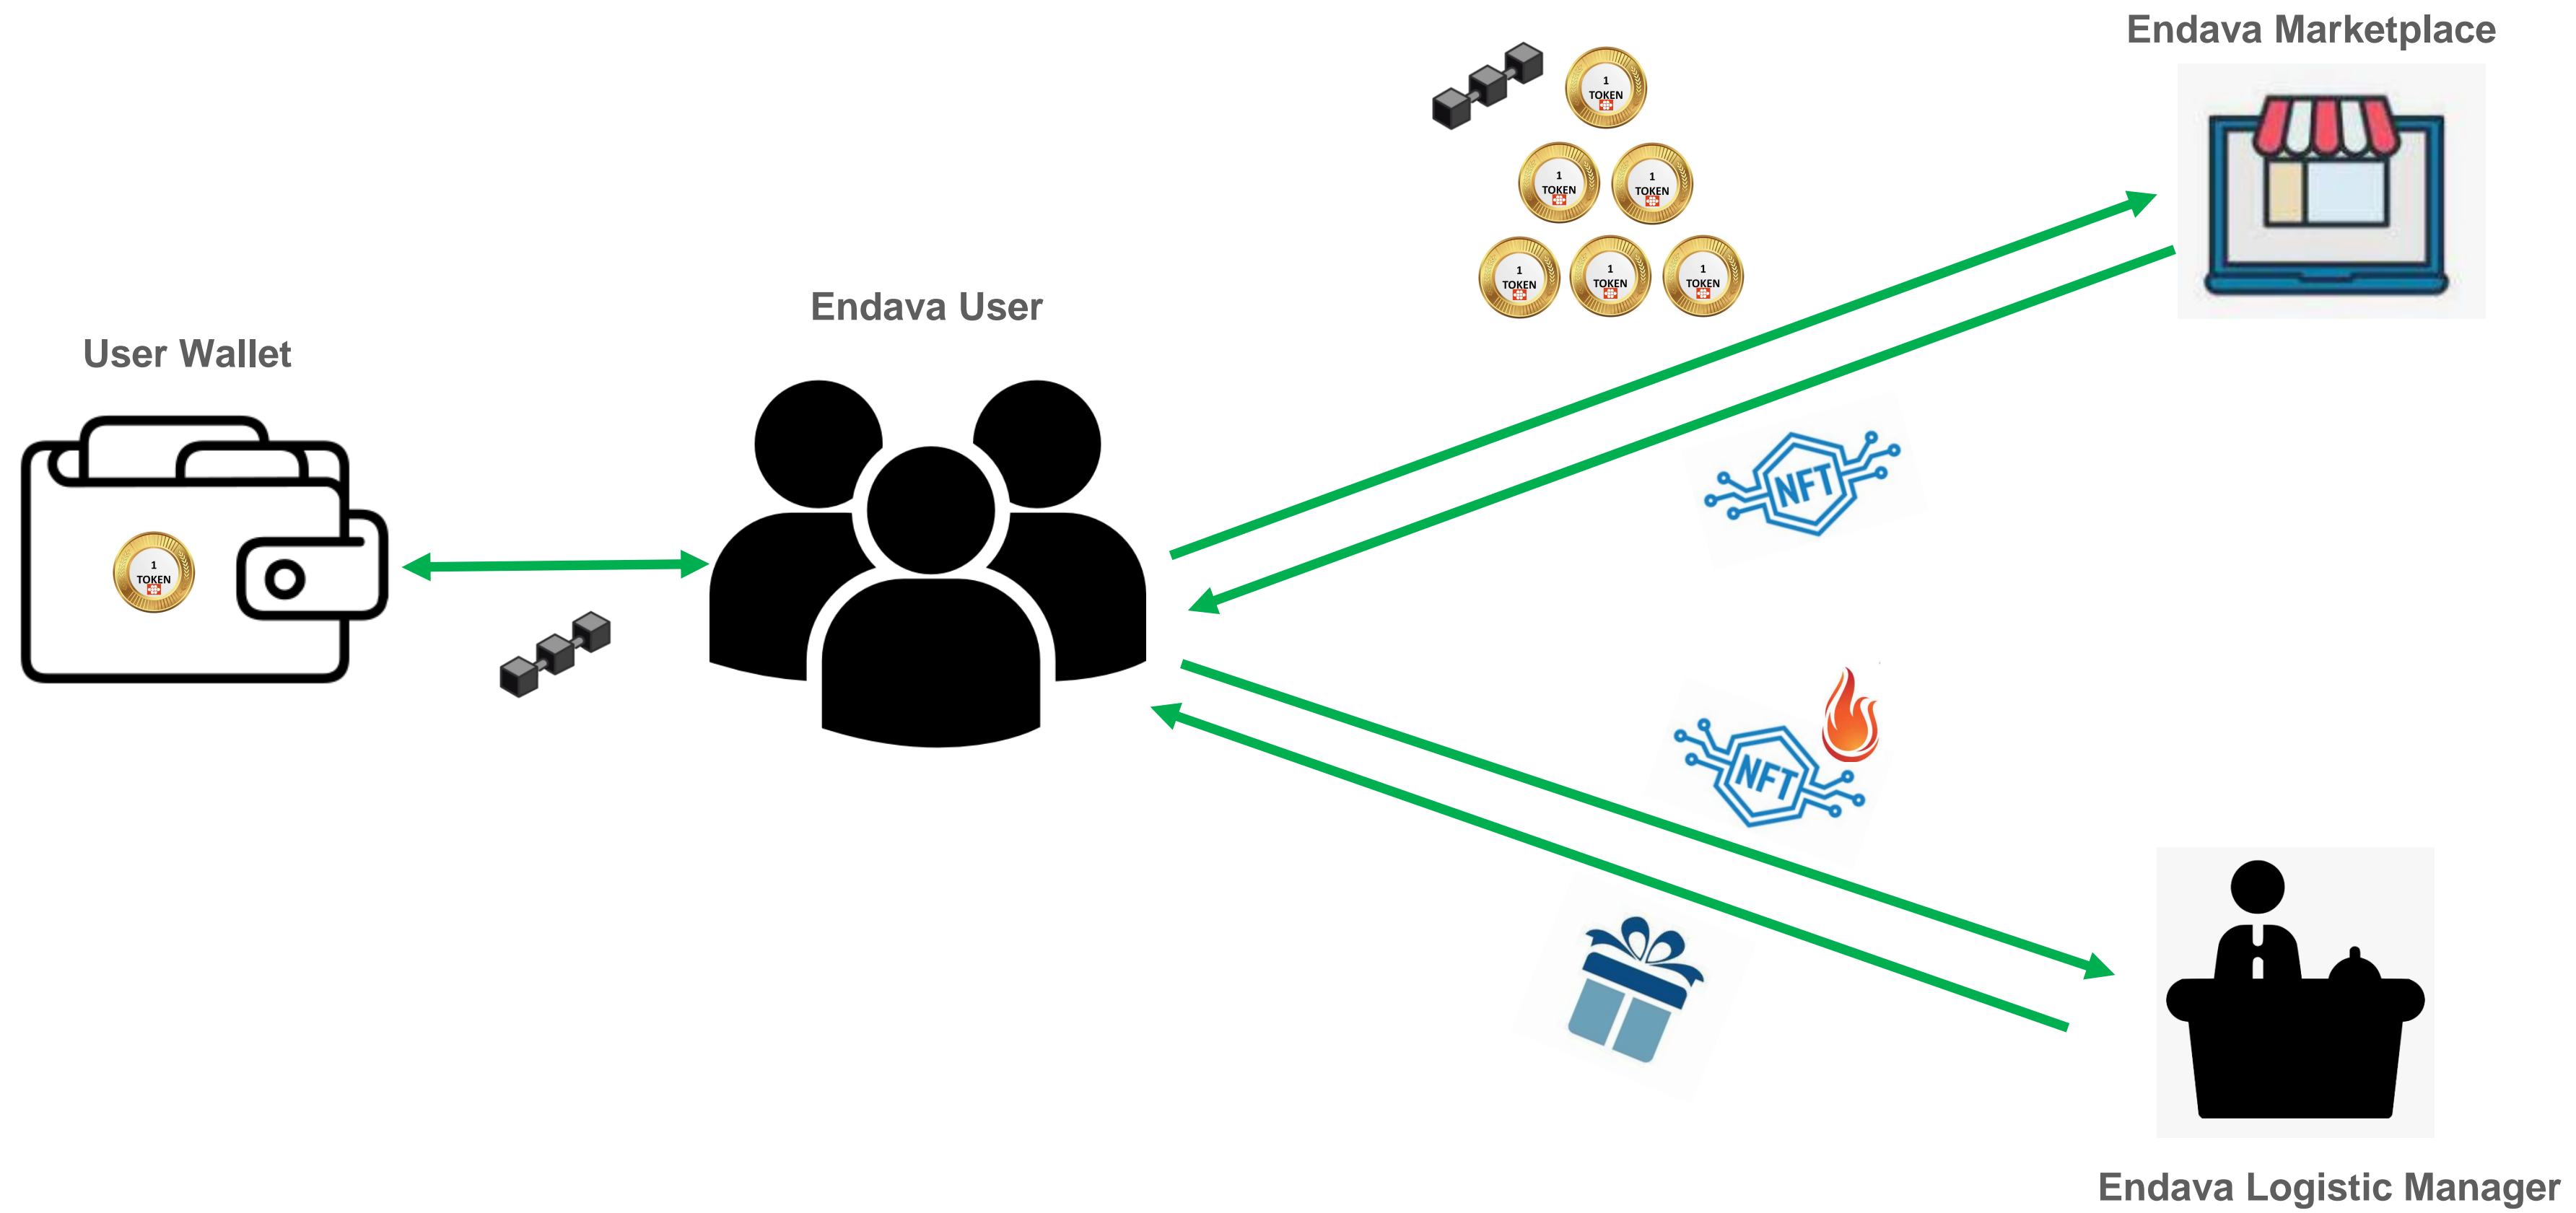 Endava Marketplace
1
TOKEN
1
TOKEN
1
TOKEN
1
TOKEN
1
TOKEN
1
TOKEN
Endava User
User Wallet
1
TOKEN
NFT
NFT
Endava Logistic Manager